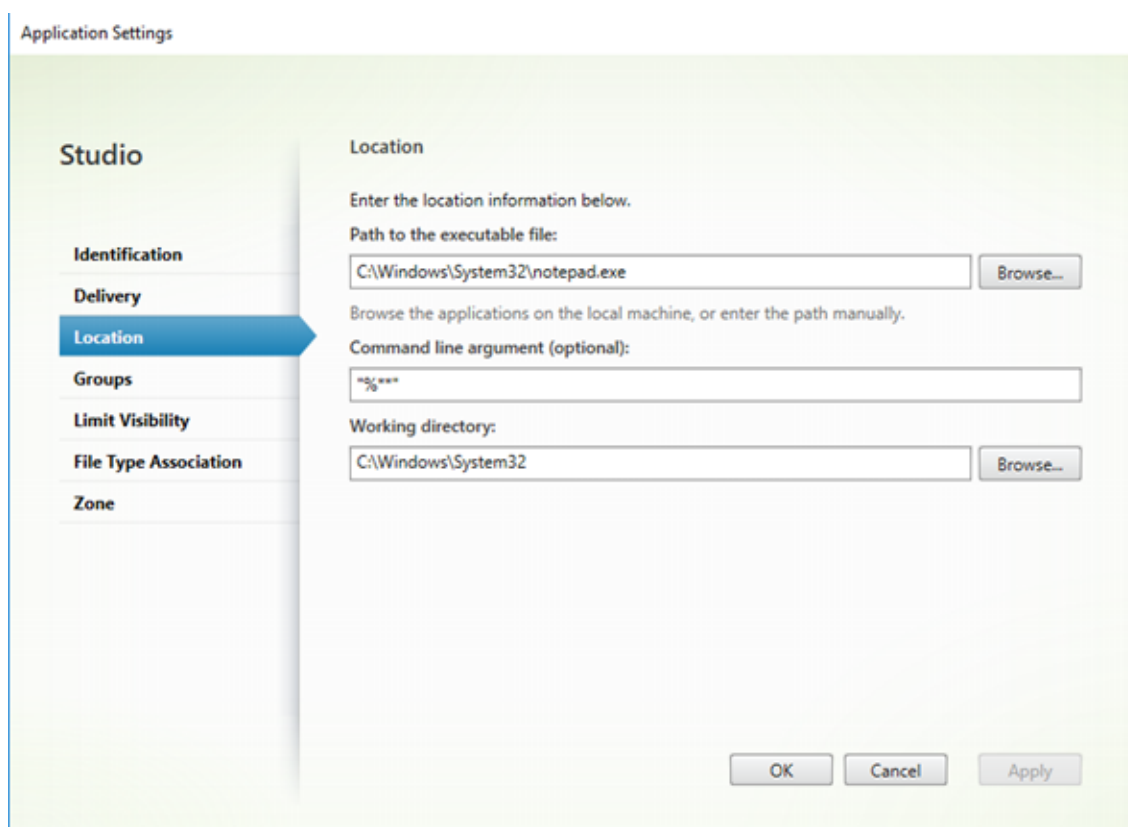 Application Settings
Studio
Identification
Delivery
Location
Groups
Limit Visibility
File Type Association
Zone
Location
Enter the location information below.
Path to the executable file:
C:\Windows\System32\notepad.exe
Browse...
Browse the applications on the local machine, or enter the path manually.
Command line argument (optional):
"%**"
Working directory:
C:\Windows\System32
Browse...
OK
Cancel
Apply